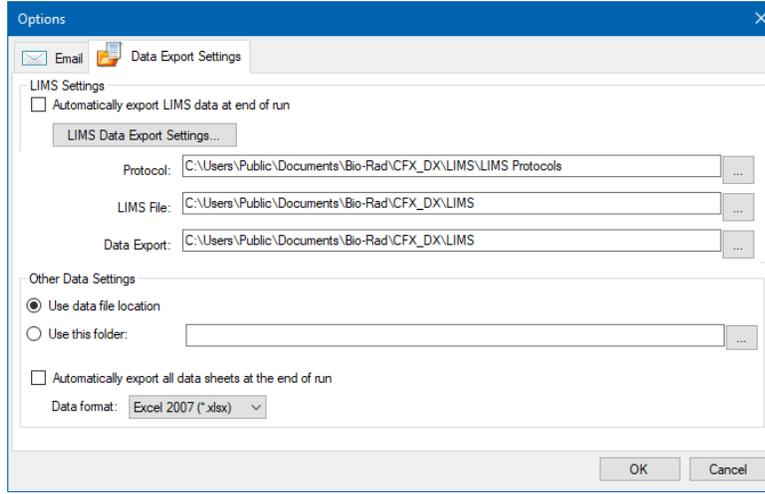 Options
Email
Data Export Settings
LIMS Settings
Automatically export LIMS data at end of run
LIMS Data Export Settings...
Protocol: C:\Users\Public\Documents\Bio-Rad\CFX_DX\LIMS\LIMS Protocols ...
LIMS File: C:\Users\Public\Documents\Bio-Rad\CFX_DX\LIMS ...
Data Export: C:\Users\Public\Documents\Bio-Rad\CFX_DX\LIMS ...
Other Data Settings
Use data file location
Use this folder: ...
Automatically export all data sheets at the end of run
Data format: Excel 2007 (*.xlsx)
OK Cancel